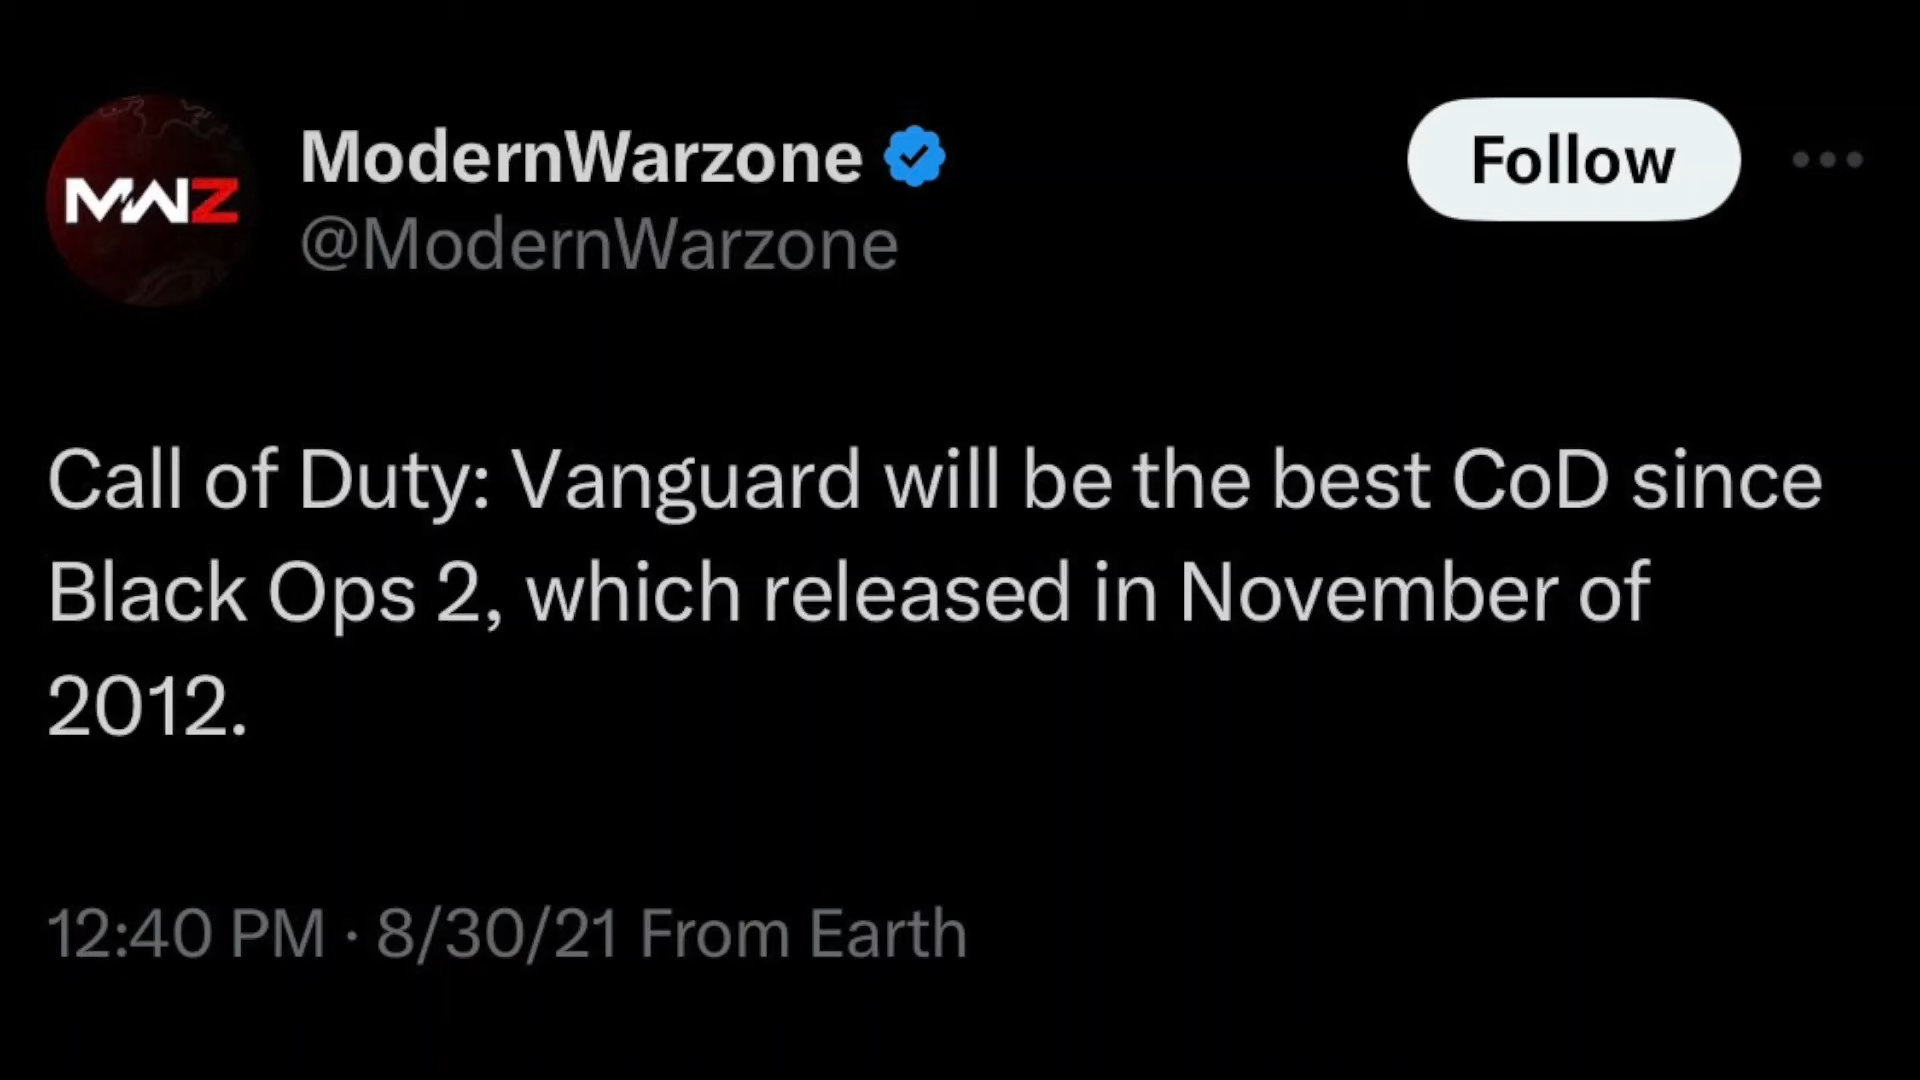 MWZ
ModernWarzone
@ModernWarzone
Follow
Call of Duty: Vanguard will be the best CoD since
Black Ops 2, which released in November of
2012.
12:40 PM · 8/30/21 From Earth